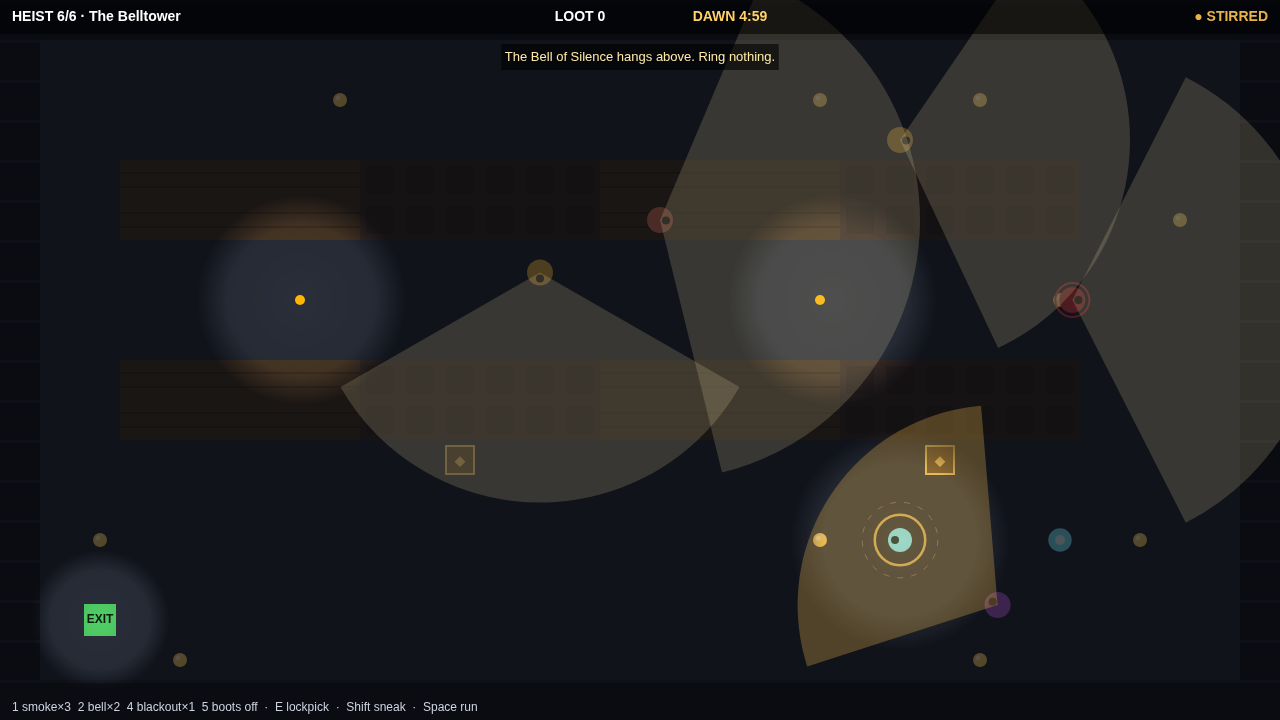 HEIST 6/6 · The Belltower
LOOT 0
DAWN 4:59
● STIRRED
The Bell of Silence hangs above. Ring nothing.
EXIT
1 smoke×3 2 bell×2 4 blackout×1 5 boots off · E lockpick · Shift sneak · Space run